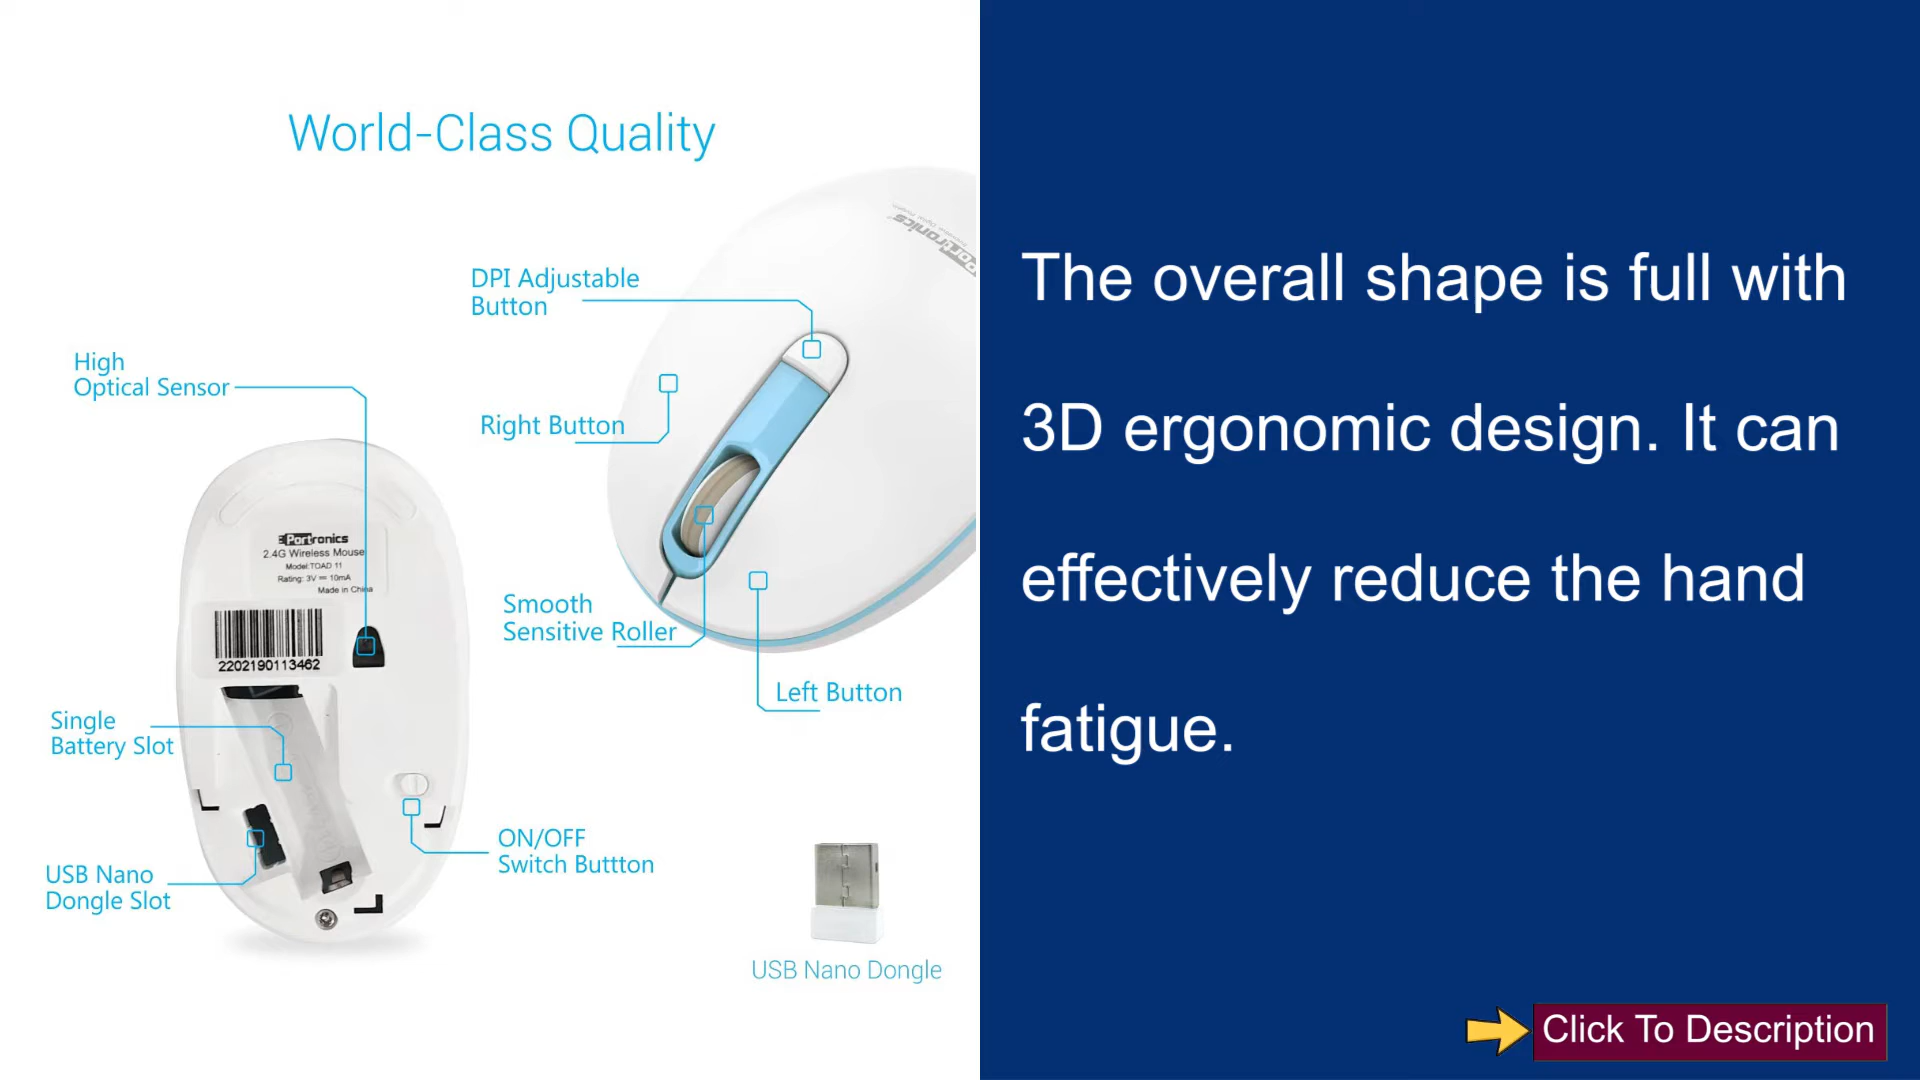 World-Class Quality
DPI Adjustable
Button
High
Optical Sensor
Right Button
Portronics
2.4G Wireless Mouse
Model:TOAD 11
Rating: 3V ⎓ 10mA
Made in China
2202190113462
Smooth
Sensitive Roller
Left Button
Single
Battery Slot
ON/OFF
Switch Buttton
USB Nano
Dongle Slot
USB Nano Dongle
Portronics
The overall shape is full with
3D ergonomic design. It can
effectively reduce the hand
fatigue.
Click To Description